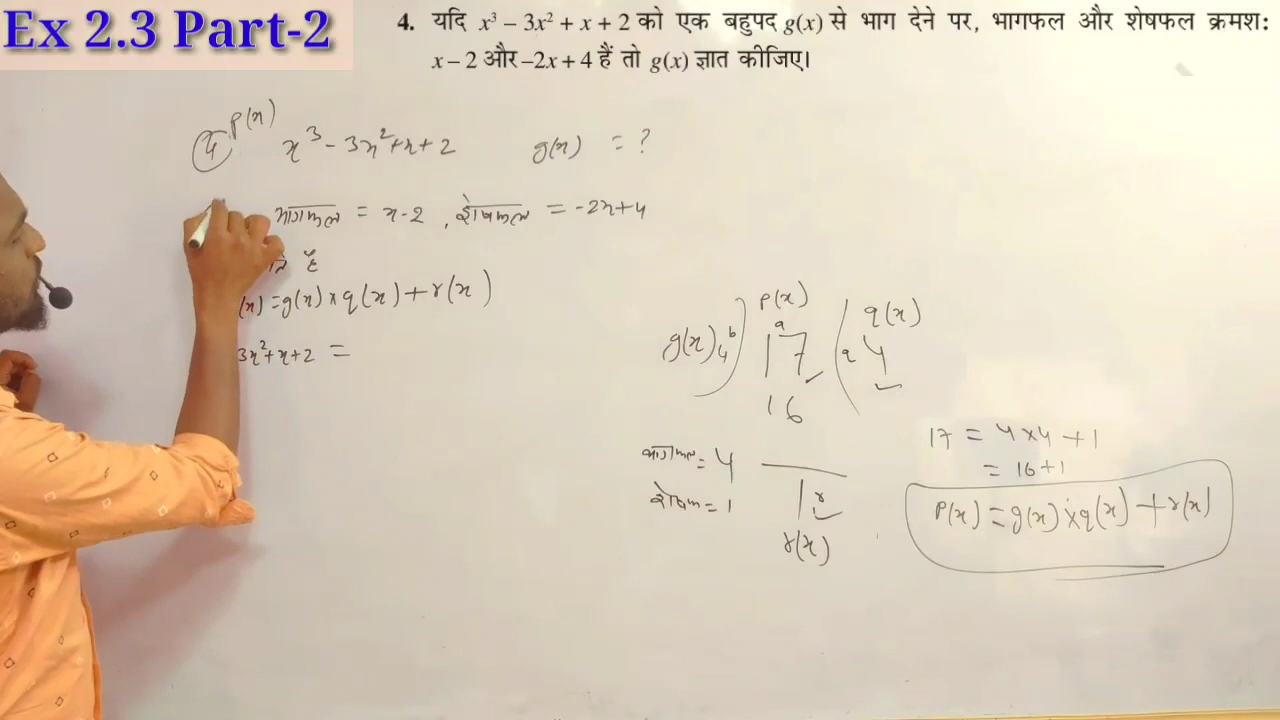 Ex 2.3 Part-2
4. यदि x³ – 3x² + x + 2 को एक बहुपद g(x) से भाग देने पर, भागफल और शेषफल क्रमश:
x – 2 और –2x + 4 हैं तो g(x) ज्ञात कीजिए।
P(x)
4 x³ - 3x² + x + 2 g(x) = ?
भागफल = x - 2 , शेषफल = -2x + 4
है
(x) = g(x) × q(x) + r(x)
3x² + x + 2 =
P(x)
g(x) 4 b ) a 17 ( q 4 q(x)
16
भागफल = 4
शेषफल = 1
1 r
r(x)
17 = 4 × 4 + 1
= 16 + 1
P(x) = g(x) × q(x) + r(x)